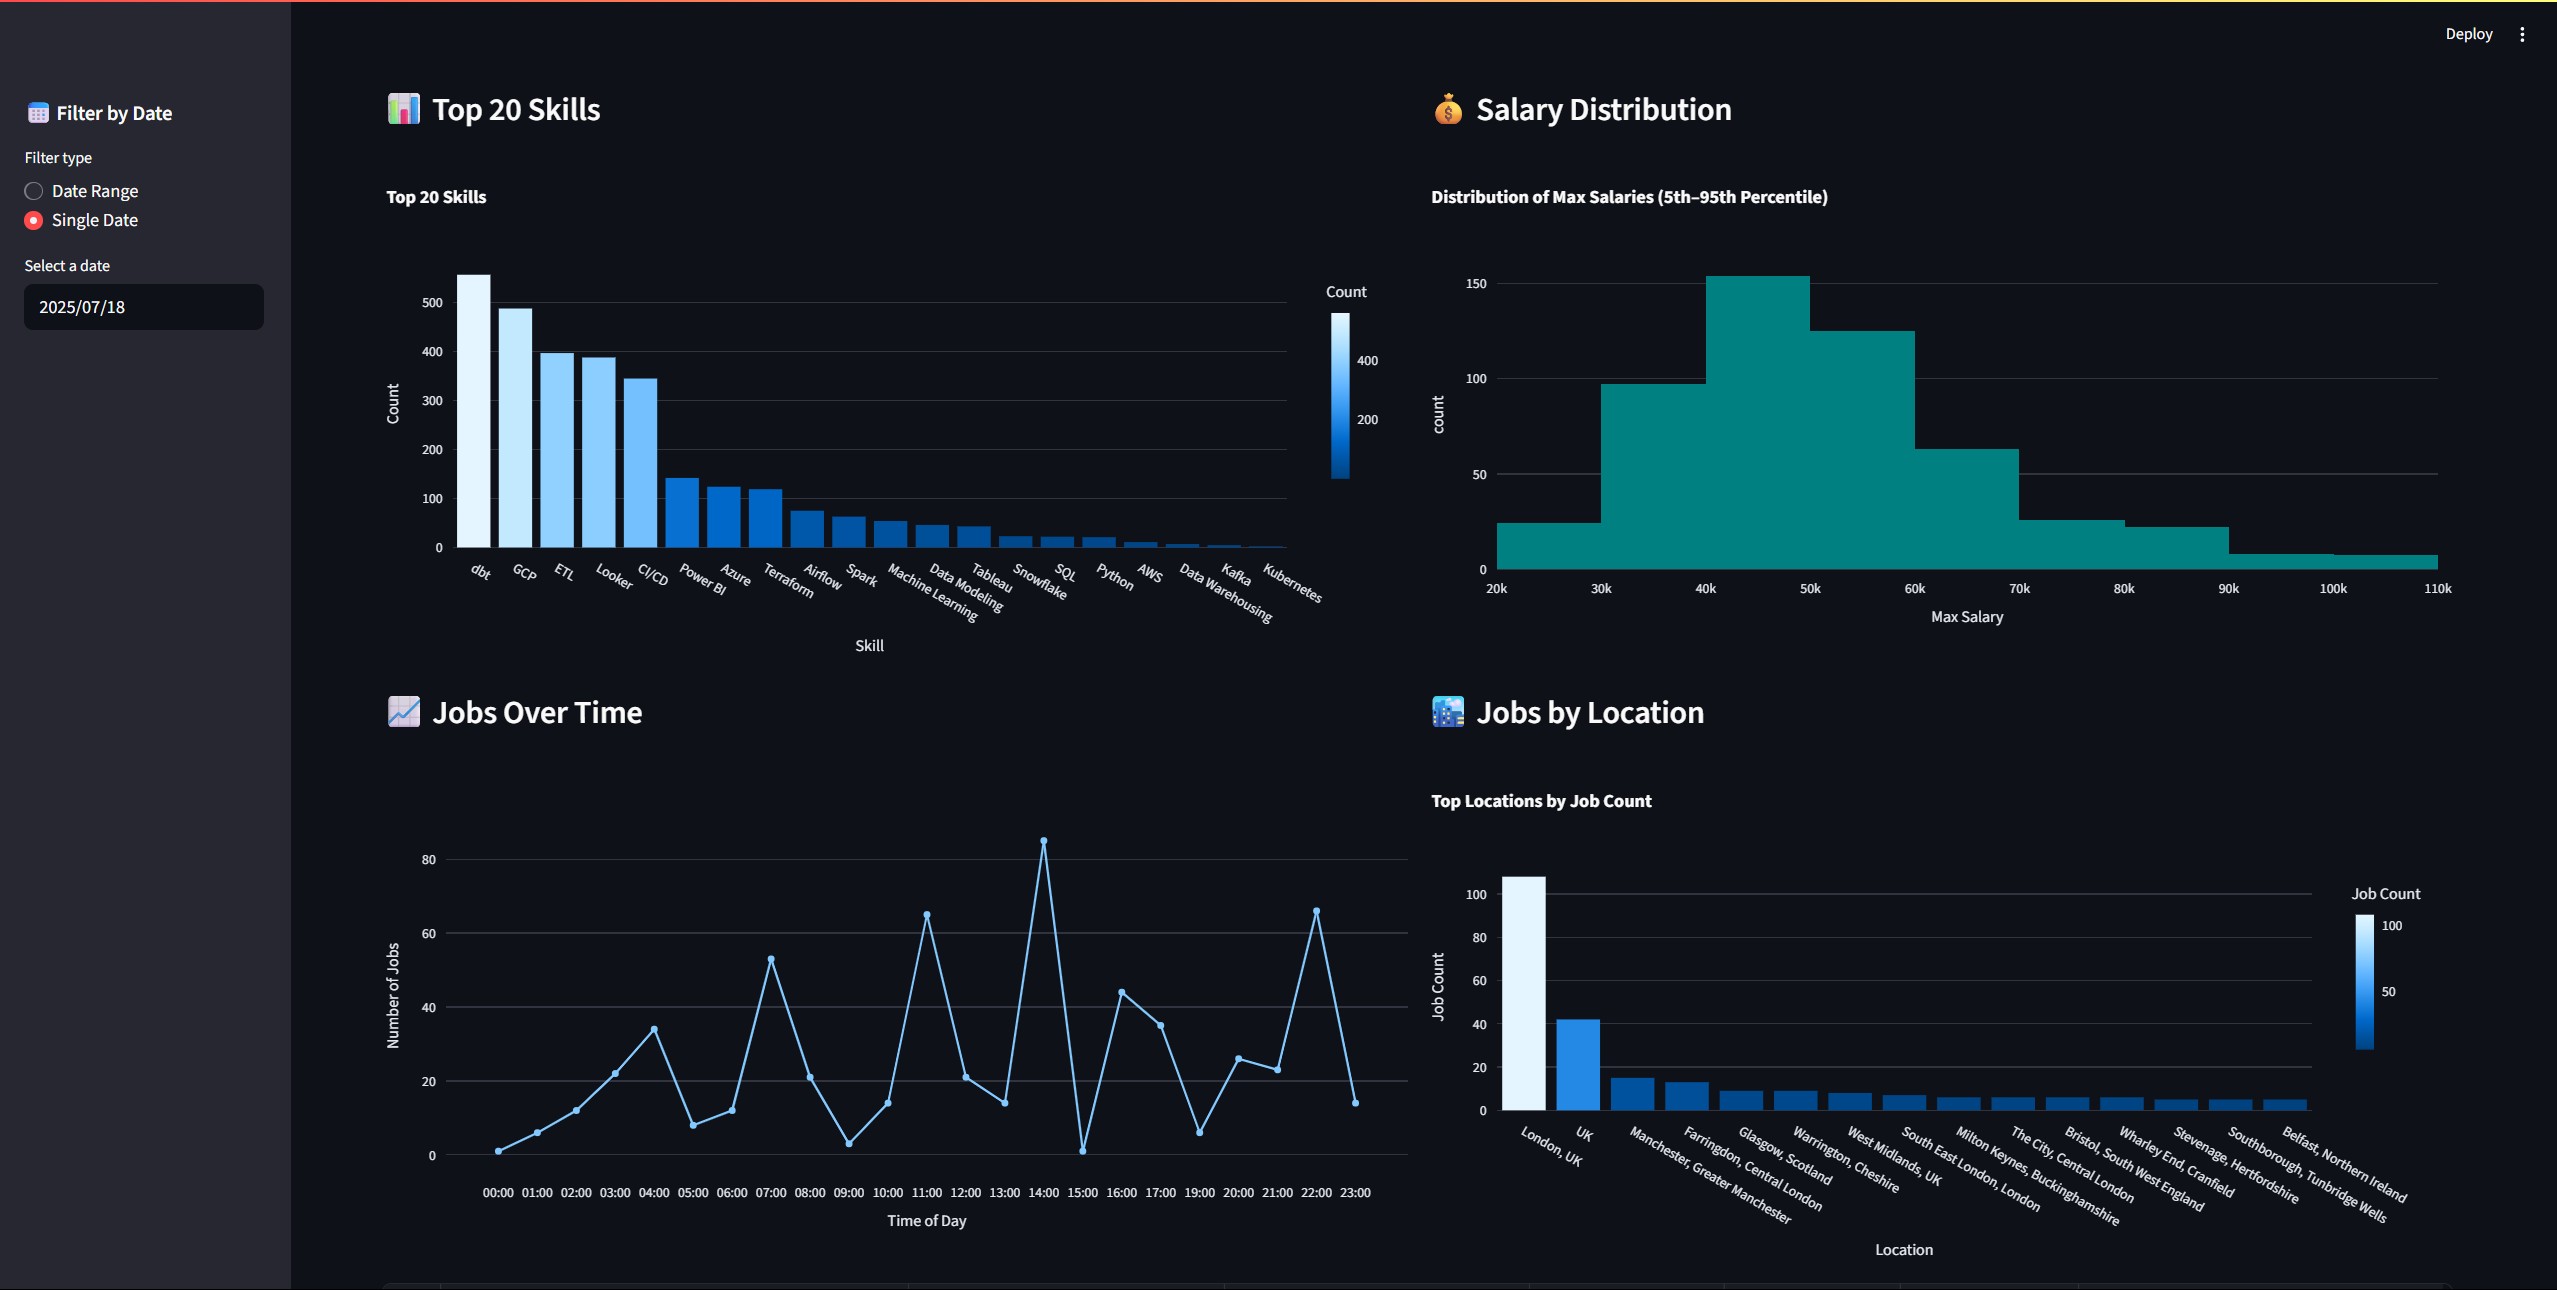 Deploy
Filter by Date
Filter type
Date Range
Single Date
Select a date
2025/07/18
Top 20 Skills
Top 20 Skills
Count
500
400
300
200
100
0
dbt
GCP
ETL
Looker
CI/CD
Power BI
Azure
Terraform
Airflow
Spark
Machine Learning
Data Modeling
Tableau
Snowflake
SQL
Python
AWS
Data Warehousing
Kafka
Kubernetes
Skill
Count
400
200
Salary Distribution
Distribution of Max Salaries (5th–95th Percentile)
count
150
100
50
0
20k
30k
40k
50k
60k
70k
80k
90k
100k
110k
Max Salary
Jobs Over Time
Number of Jobs
80
60
40
20
0
00:00 01:00 02:00 03:00 04:00 05:00 06:00 07:00 08:00 09:00 10:00 11:00 12:00 13:00 14:00 15:00 16:00 17:00 19:00 20:00 21:00 22:00 23:00
Time of Day
Jobs by Location
Top Locations by Job Count
Job Count
100
80
60
40
20
0
London, UK
UK
Manchester, Greater Manchester
Farringdon, Central London
Glasgow, Scotland
Warrington, Cheshire
West Midlands, UK
South East London, London
Milton Keynes, Buckinghamshire
The City, Central London
Bristol, South West England
Wharley End, Cranfield
Stevenage, Hertfordshire
Southborough, Tunbridge Wells
Belfast, Northern Ireland
Location
Job Count
100
50